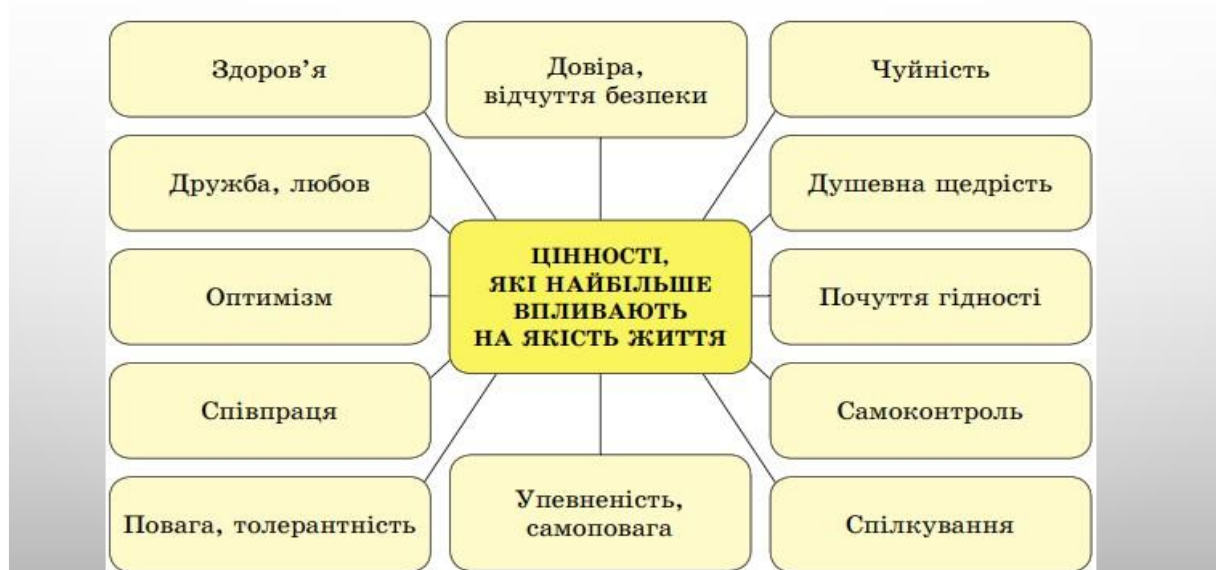 Здоров’я
Довіра,
відчуття безпеки
Чуйність
Дружба, любов
Душевна щедрість
ЦІННОСТІ,
ЯКІ НАЙБІЛЬШЕ
ВПЛИВАЮТЬ
НА ЯКІСТЬ ЖИТТЯ
Оптимізм
Почуття гідності
Співпраця
Самоконтроль
Повага, толерантність
Упевненість,
самоповага
Спілкування